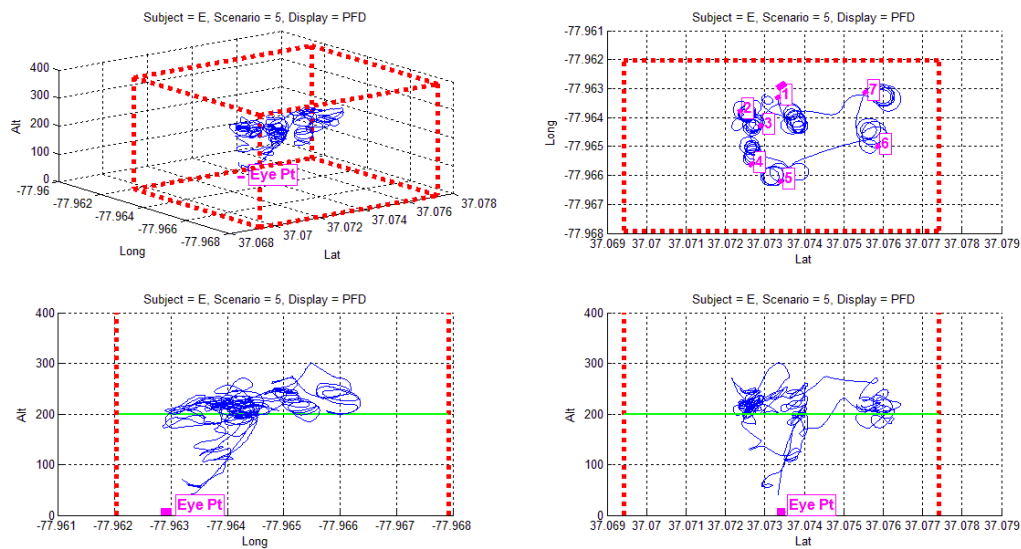 Subject = E, Scenario = 5, Display = PFD
400
300
200
100
0
Alt
-77.96
-77.962
-77.964
-77.966
-77.968
Long
37.068
37.07
37.072
37.074
37.076
37.078
Lat
Eye Pt
Subject = E, Scenario = 5, Display = PFD
-77.961
-77.962
-77.963
-77.964
-77.965
-77.966
-77.967
-77.968
Long
37.069 37.07 37.071 37.072 37.073 37.074 37.075 37.076 37.077 37.078 37.079
Lat
1
2
3
4
5
6
7
Subject = E, Scenario = 5, Display = PFD
400
300
200
100
0
Alt
Eye Pt
-77.961 -77.962 -77.963 -77.964 -77.965 -77.966 -77.967 -77.968
Long
Subject = E, Scenario = 5, Display = PFD
400
300
200
100
0
Alt
Eye Pt
37.069 37.07 37.071 37.072 37.073 37.074 37.075 37.076 37.077 37.078 37.079
Lat